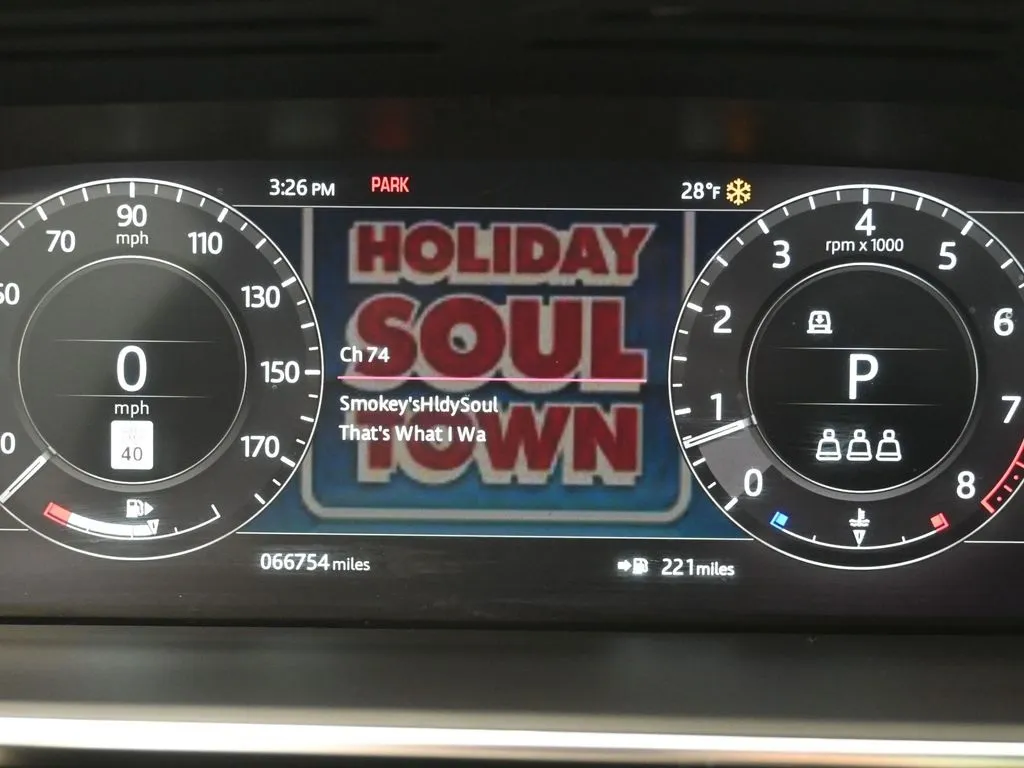 3:26 PM
PARK
28°F
90
mph
70
110
130
150
170
0
mph
40
HOLIDAY
SOUL
TOWN
Ch 74
Smokey'sHldySoul
That's What I Wa
4
rpm x 1000
3
5
2
6
1
7
0
8
P
066754 miles
221 miles